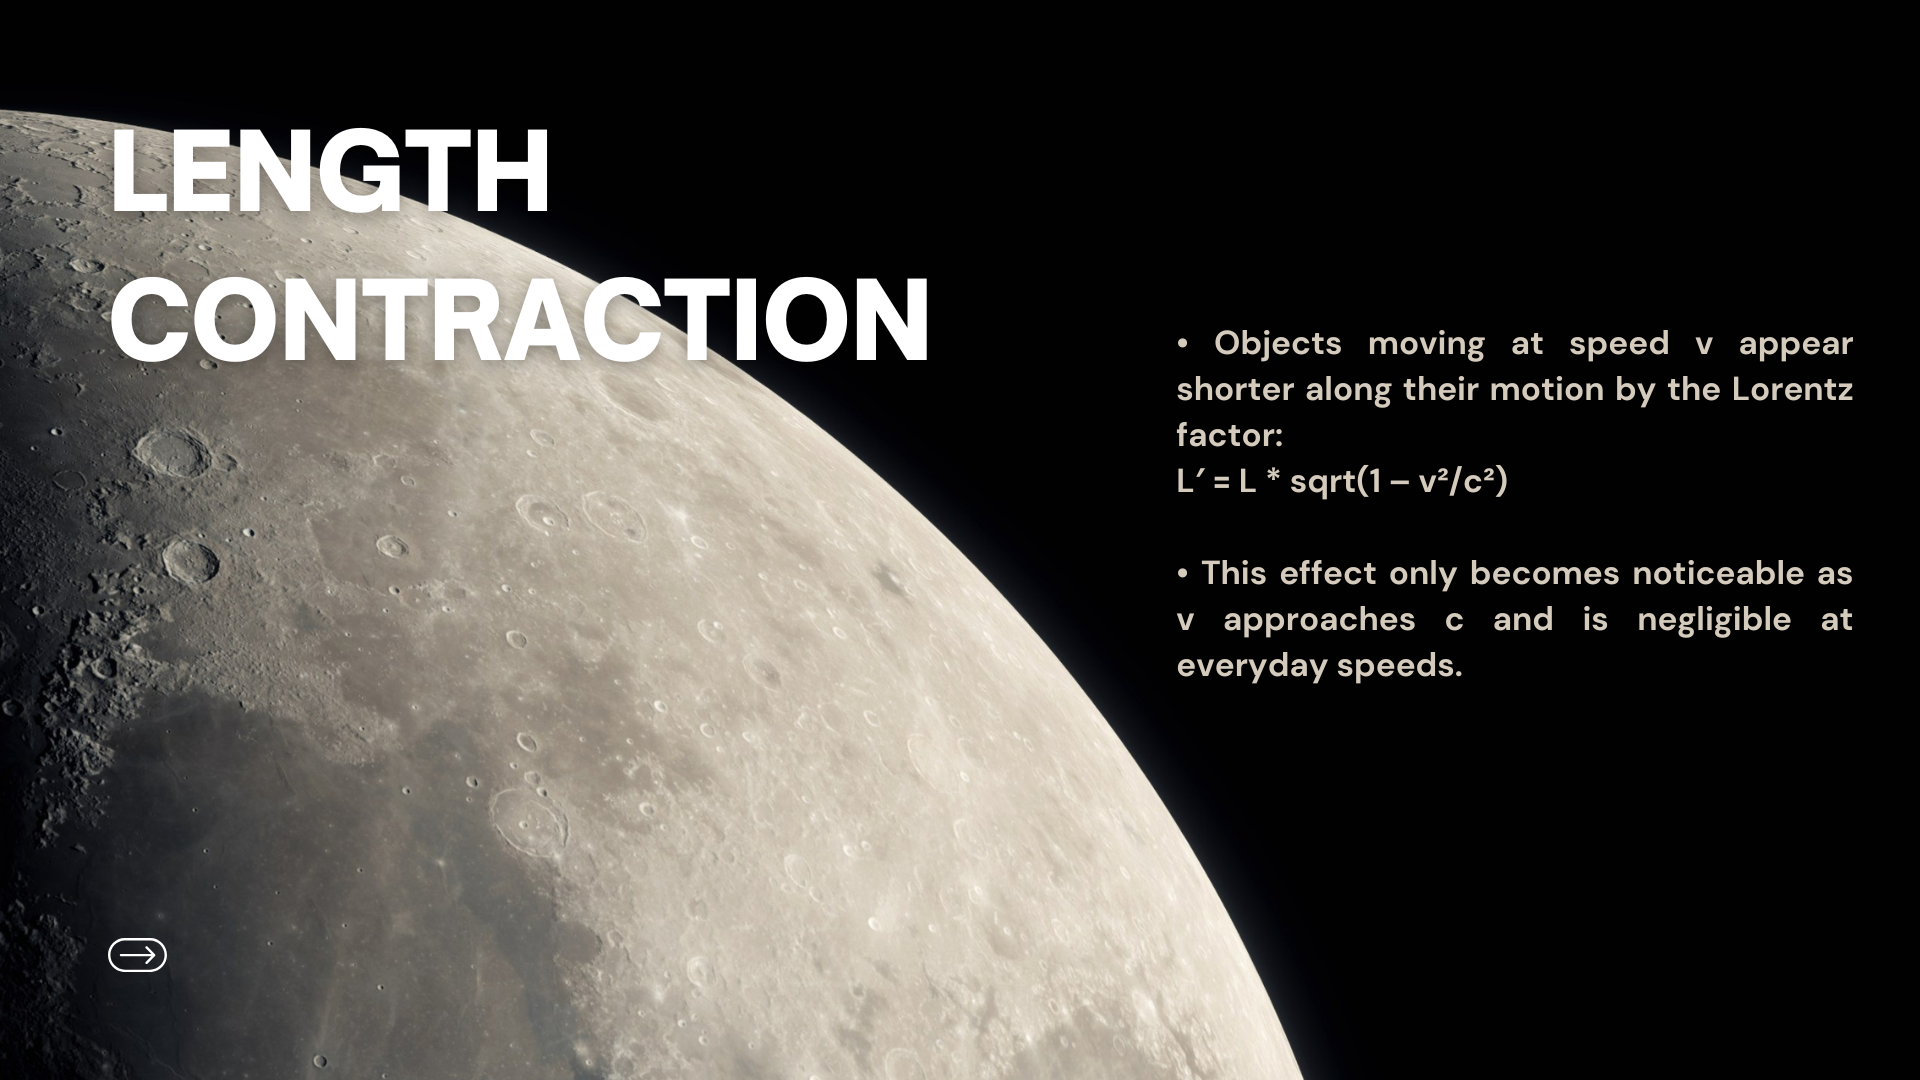 LENGTH
CONTRACTION
• Objects moving at speed v appear
shorter along their motion by the Lorentz
factor:
L′ = L * sqrt(1 – v²/c²)
• This effect only becomes noticeable as
v approaches c and is negligible at
everyday speeds.